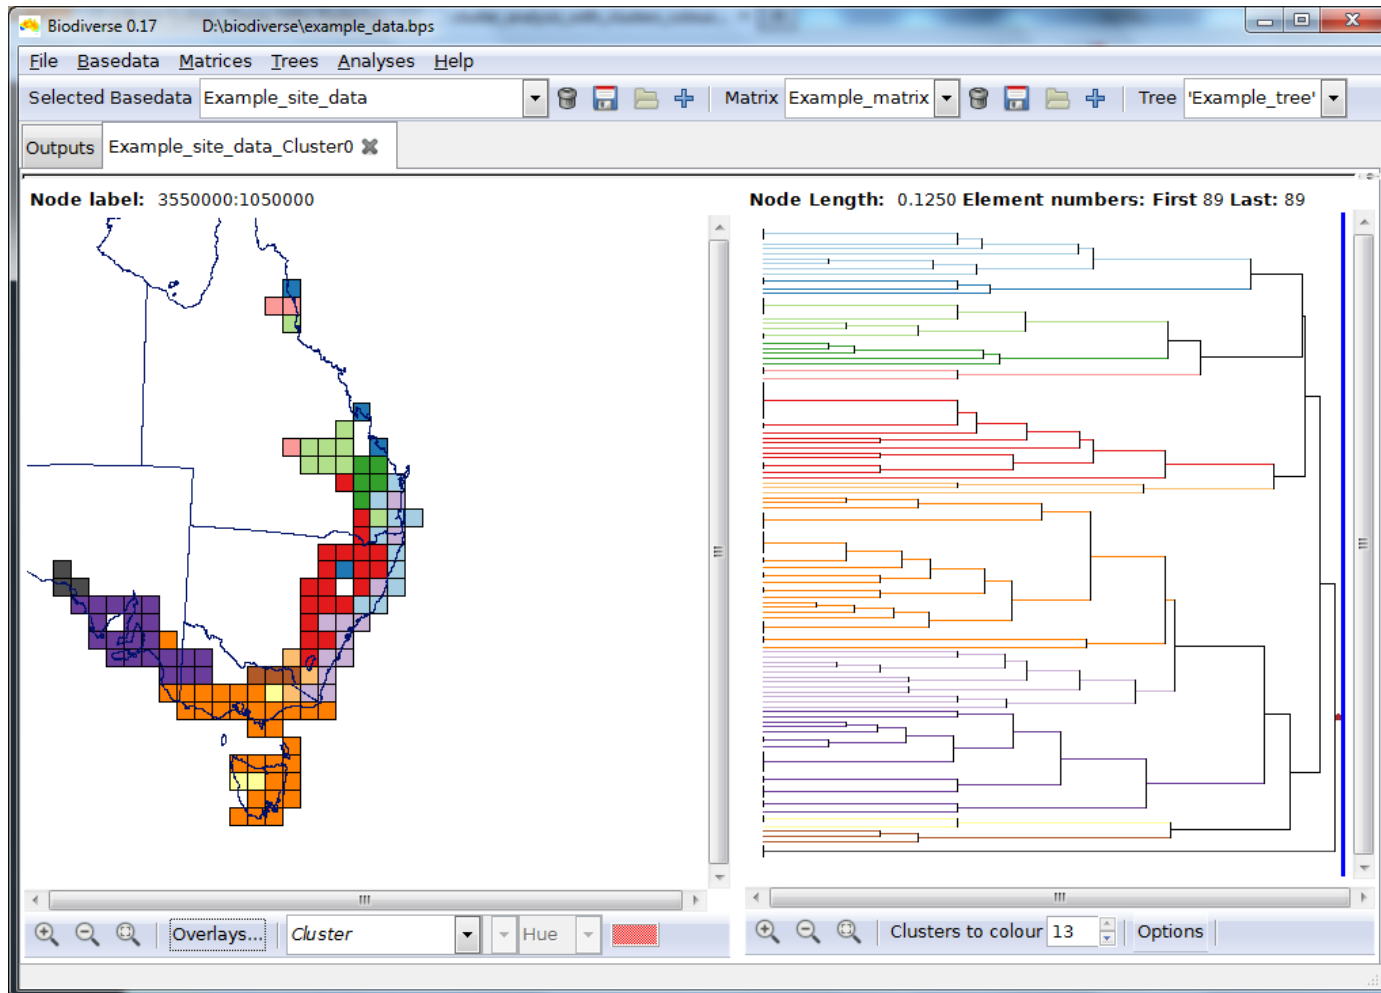 Biodiverse 0.17 D:\biodiverse\example_data.bps
File Basedata Matrices Trees Analyses Help
Selected Basedata Example_site_data Matrix Example_matrix Tree 'Example_tree'
Outputs Example_site_data_Cluster0
Node label: 3550000:1050000
Node Length: 0.1250 Element numbers: First 89 Last: 89
Overlays... Cluster Hue
Clusters to colour 13 Options